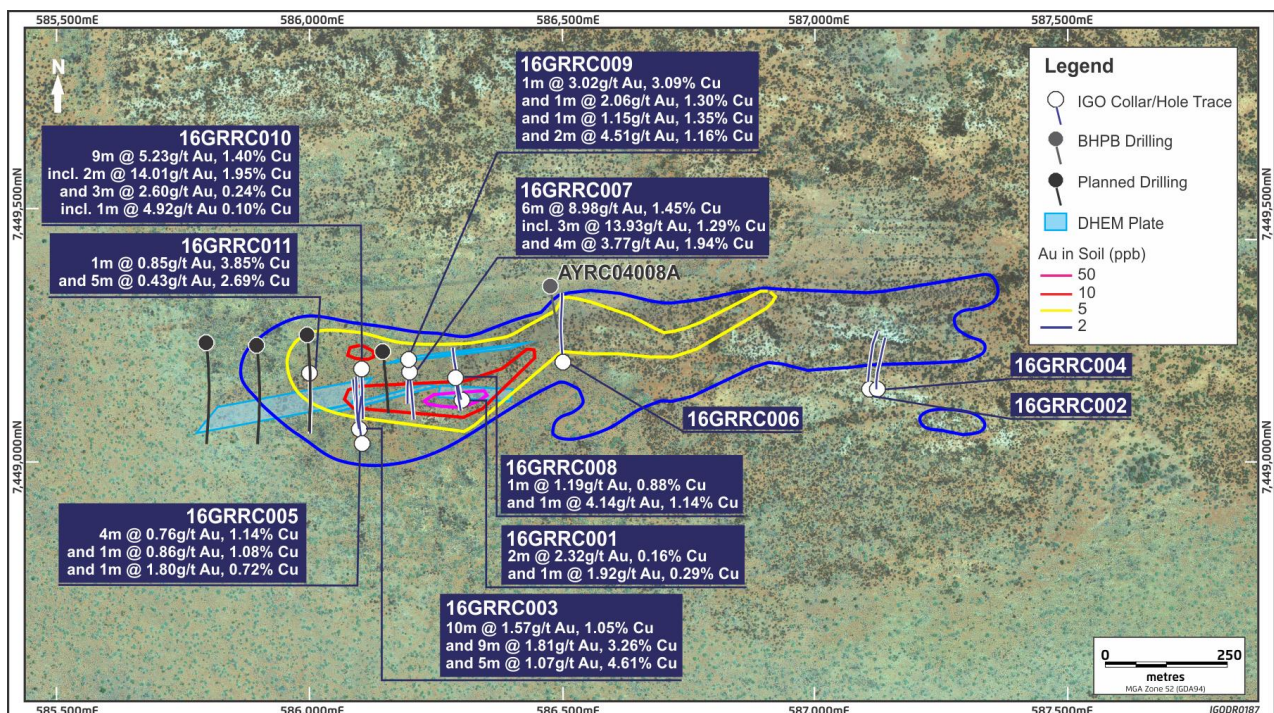 585,500mE
586,000mE
586,500mE
587,000mE
587,500mE
N
7,449,500mN
7,449,000mN
7,449,500mN
7,449,000mN
16GRRC009
1m @ 3.02g/t Au, 3.09% Cu
and 1m @ 2.06g/t Au, 1.30% Cu
and 1m @ 1.15g/t Au, 1.35% Cu
and 2m @ 4.51g/t Au, 1.16% Cu
16GRRC010
9m @ 5.23g/t Au, 1.40% Cu
incl. 2m @ 14.01g/t Au, 1.95% Cu
and 3m @ 2.60g/t Au, 0.24% Cu
incl. 1m @ 4.92g/t Au 0.10% Cu
16GRRC007
6m @ 8.98g/t Au, 1.45% Cu
incl. 3m @ 13.93g/t Au, 1.29% Cu
and 4m @ 3.77g/t Au, 1.94% Cu
16GRRC011
1m @ 0.85g/t Au, 3.85% Cu
and 5m @ 0.43g/t Au, 2.69% Cu
AYRC04008A
Legend
IGO Collar/Hole Trace
BHPB Drilling
Planned Drilling
DHEM Plate
Au in Soil (ppb)
50
10
5
2
16GRRC004
16GRRC002
16GRRC006
16GRRC008
1m @ 1.19g/t Au, 0.88% Cu
and 1m @ 4.14g/t Au, 1.14% Cu
16GRRC005
4m @ 0.76g/t Au, 1.14% Cu
and 1m @ 0.86g/t Au, 1.08% Cu
and 1m @ 1.80g/t Au, 0.72% Cu
16GRRC001
2m @ 2.32g/t Au, 0.16% Cu
and 1m @ 1.92g/t Au, 0.29% Cu
16GRRC003
10m @ 1.57g/t Au, 1.05% Cu
and 9m @ 1.81g/t Au, 3.26% Cu
and 5m @ 1.07g/t Au, 4.61% Cu
0
250
metres
MGA Zone 52 (GDA94)
585,500mE
586,000mE
586,500mE
587,000mE
587,500mE
IGODR0187